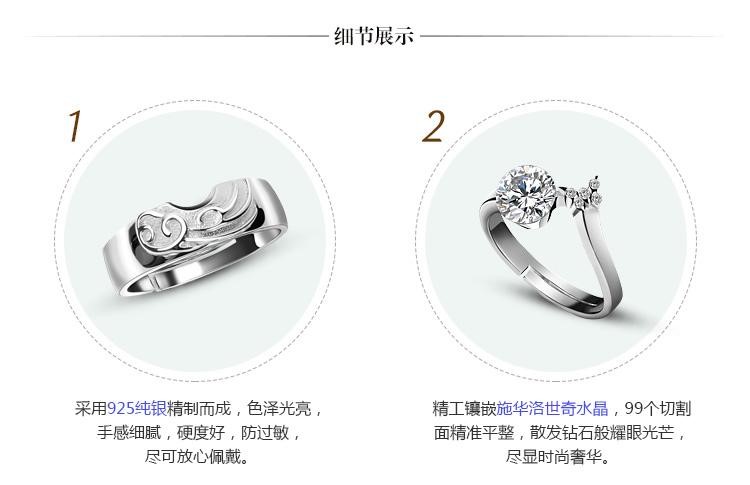 细节展示
1
2
采用925纯银精制而成，色泽光亮，
手感细腻，硬度好，防过敏，
尽可放心佩戴。
精工镶嵌施华洛世奇水晶，99个切割
面精准平整，散发钻石般耀眼光芒，
尽显时尚奢华。